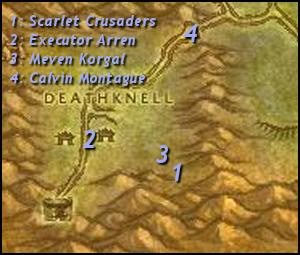 1: Scarlet Crusaders
2: Executor Arren
3: Meven Korgal
4: Calvin Montague
4
DEATHKNELL
2
3
1